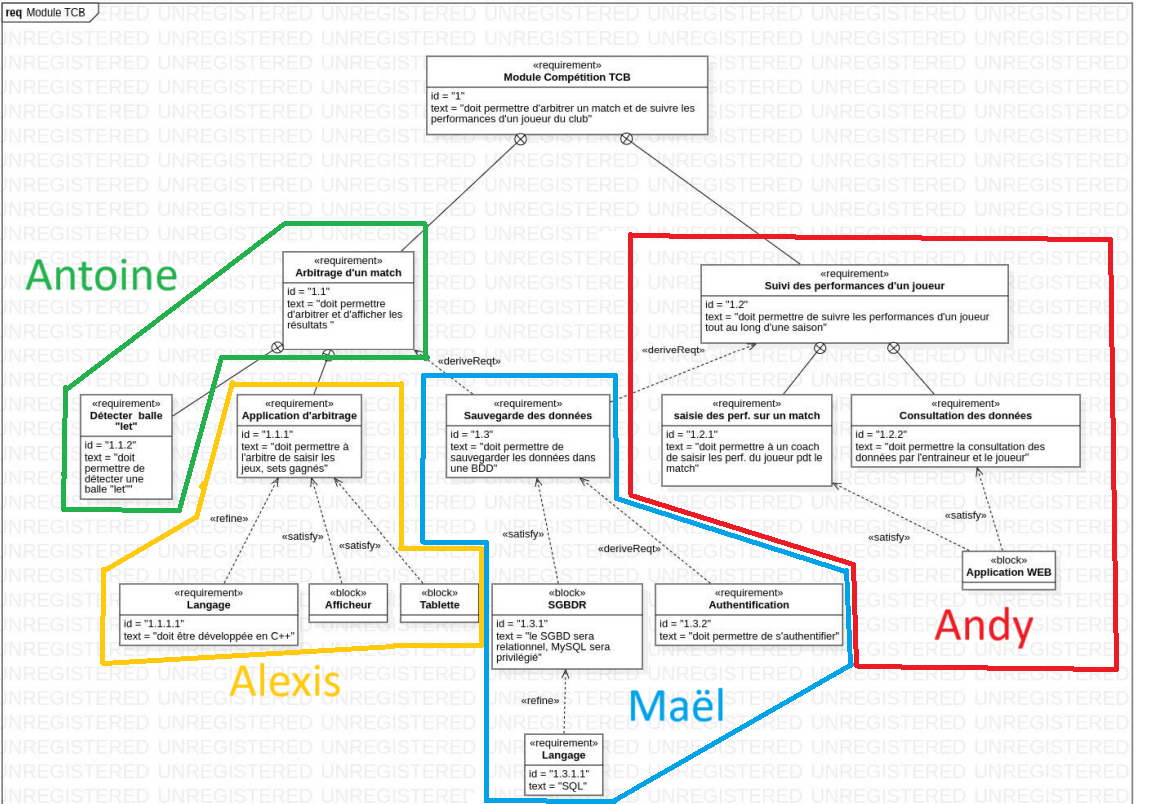 req Module TCB
«requirement»
Module Compétition TCB
id = "1"
text = "doit permettre d'arbitrer un match et de suivre les
performances d'un joueur du club"
Antoine
«requirement»
Arbitrage d'un match
id = "1.1"
text = "doit permettre
d'arbitrer et d'afficher les
résultats "
«requirement»
Suivi des performances d'un joueur
id = "1.2"
text = "doit permetre de suivre les performances d'un joueur
tout au long d'une saison"
«deriveReqt»
«deriveReqt»
«requirement»
Détecter balle
"let"
id = "1.1.2"
text = "doit
permettre de
détecter une
balle "let""
«requirement»
Application d'arbitrage
id = "1.1.1"
text = "doit permettre à
l'arbitre de saisir les
jeux, sets gagnés"
«requirement»
Sauvegarde des données
id = "1.3"
text = "doit permettre de
sauvegarder les données dans
une BDD"
«requirement»
saisie des perf. sur un match
id = "1.2.1"
text = "doit permettre à un coach
de saisir les perf. du joueur pdt le
match"
«requirement»
Consultation des données
id = "1.2.2"
text = "doit permettre la consultation des
données par l'entraineur et le joueur"
«refine»
«satisfy»
«satisfy»
«satisfy»
«deriveReqt»
«satisfy»
«satisfy»
«block»
Application WEB
«requirement»
Langage
id = "1.1.1.1"
text = "doit être développée en C++"
«block»
Afficheur
«block»
Tablette
«block»
SGBDR
id = "1.3.1"
text = "le SGBD sera
relationnel, MySQL sera
privilégié"
«requirement»
Authentification
id = "1.3.2"
text = "doit permettre de s'authentifier"
Andy
Alexis
Maël
«refine»
«requirement»
Langage
id = "1.3.1.1"
text = "SQL"
UNREGISTERED